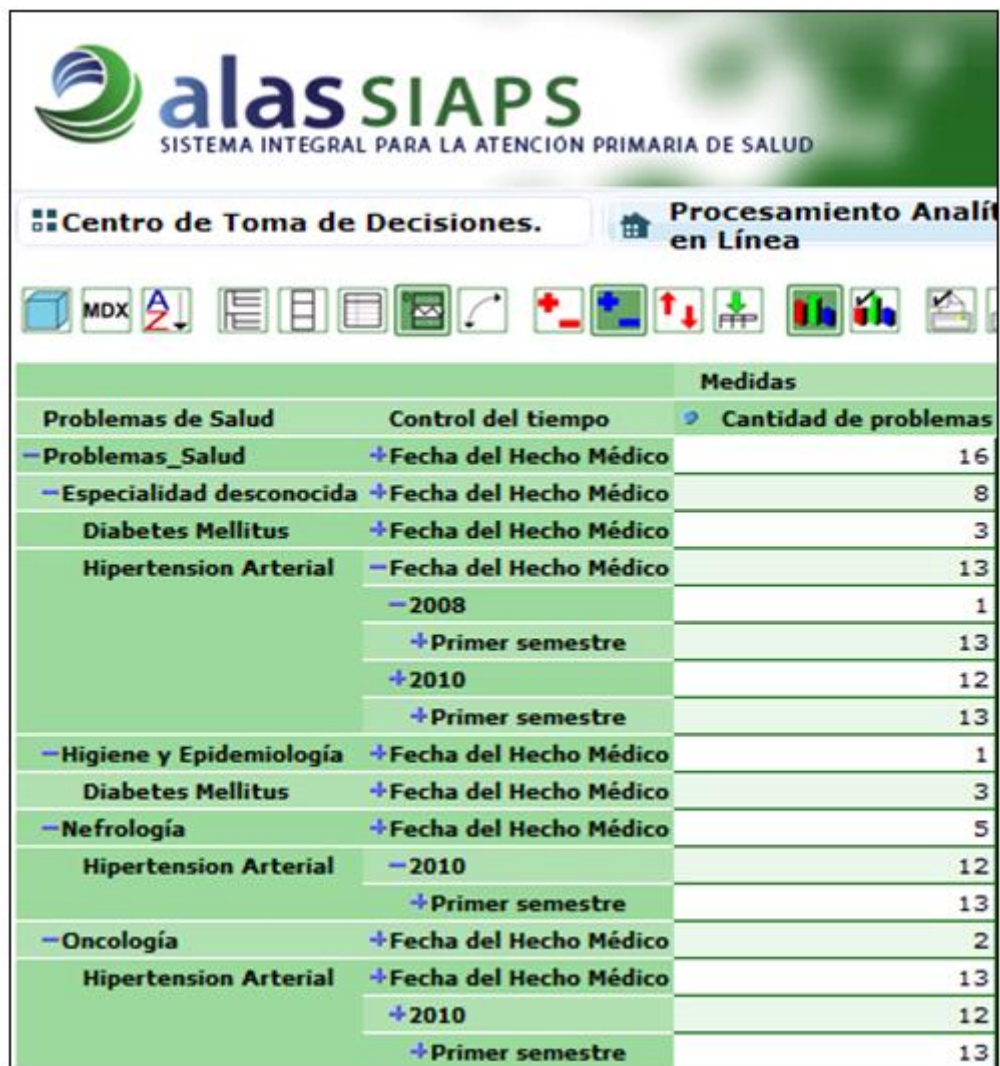 alas SIAPS
SISTEMA INTEGRAL PARA LA ATENCIÓN PRIMARIA DE SALUD
Centro de Toma de Decisiones.
Procesamiento Analít
en Línea
MDX
A
Z
Medidas
Problemas de Salud Control del tiempo Cantidad de problemas
-Problemas_Salud +Fecha del Hecho Médico 16
-Especialidad desconocida +Fecha del Hecho Médico 8
Diabetes Mellitus +Fecha del Hecho Médico 3
Hipertension Arterial -Fecha del Hecho Médico 13
-2008 1
+Primer semestre 13
+2010 12
+Primer semestre 13
-Higiene y Epidemiología +Fecha del Hecho Médico 1
Diabetes Mellitus +Fecha del Hecho Médico 3
-Nefrología +Fecha del Hecho Médico 5
Hipertension Arterial -2010 12
+Primer semestre 13
-Oncología +Fecha del Hecho Médico 2
Hipertension Arterial +Fecha del Hecho Médico 13
+2010 12
+Primer semestre 13